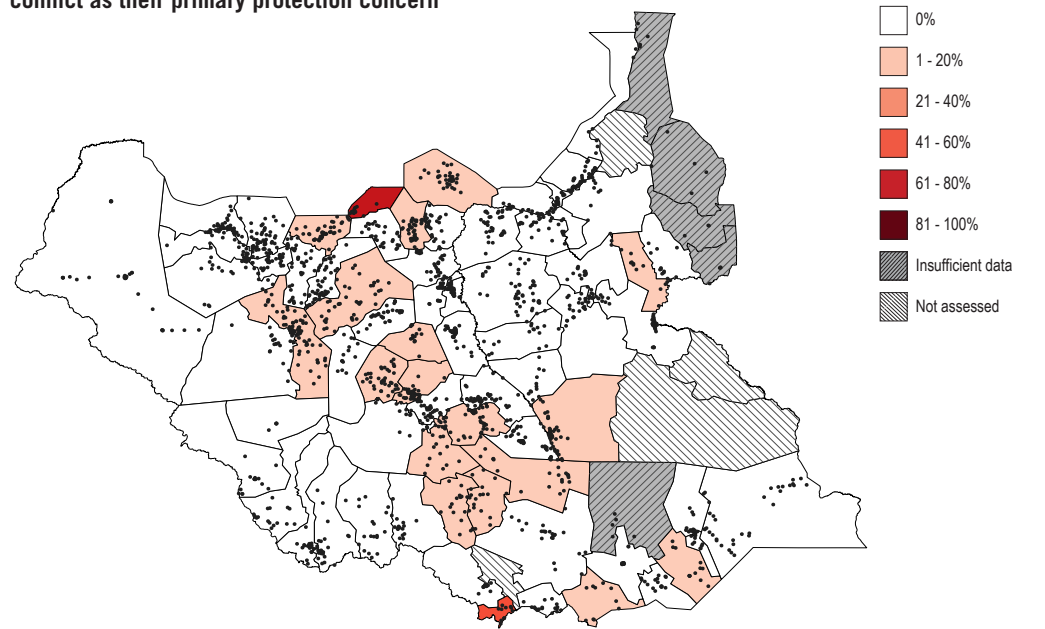 conflict as their primary protection concern
0%
1 - 20%
21 - 40%
41 - 60%
61 - 80%
81 - 100%
Insufficient data
Not assessed